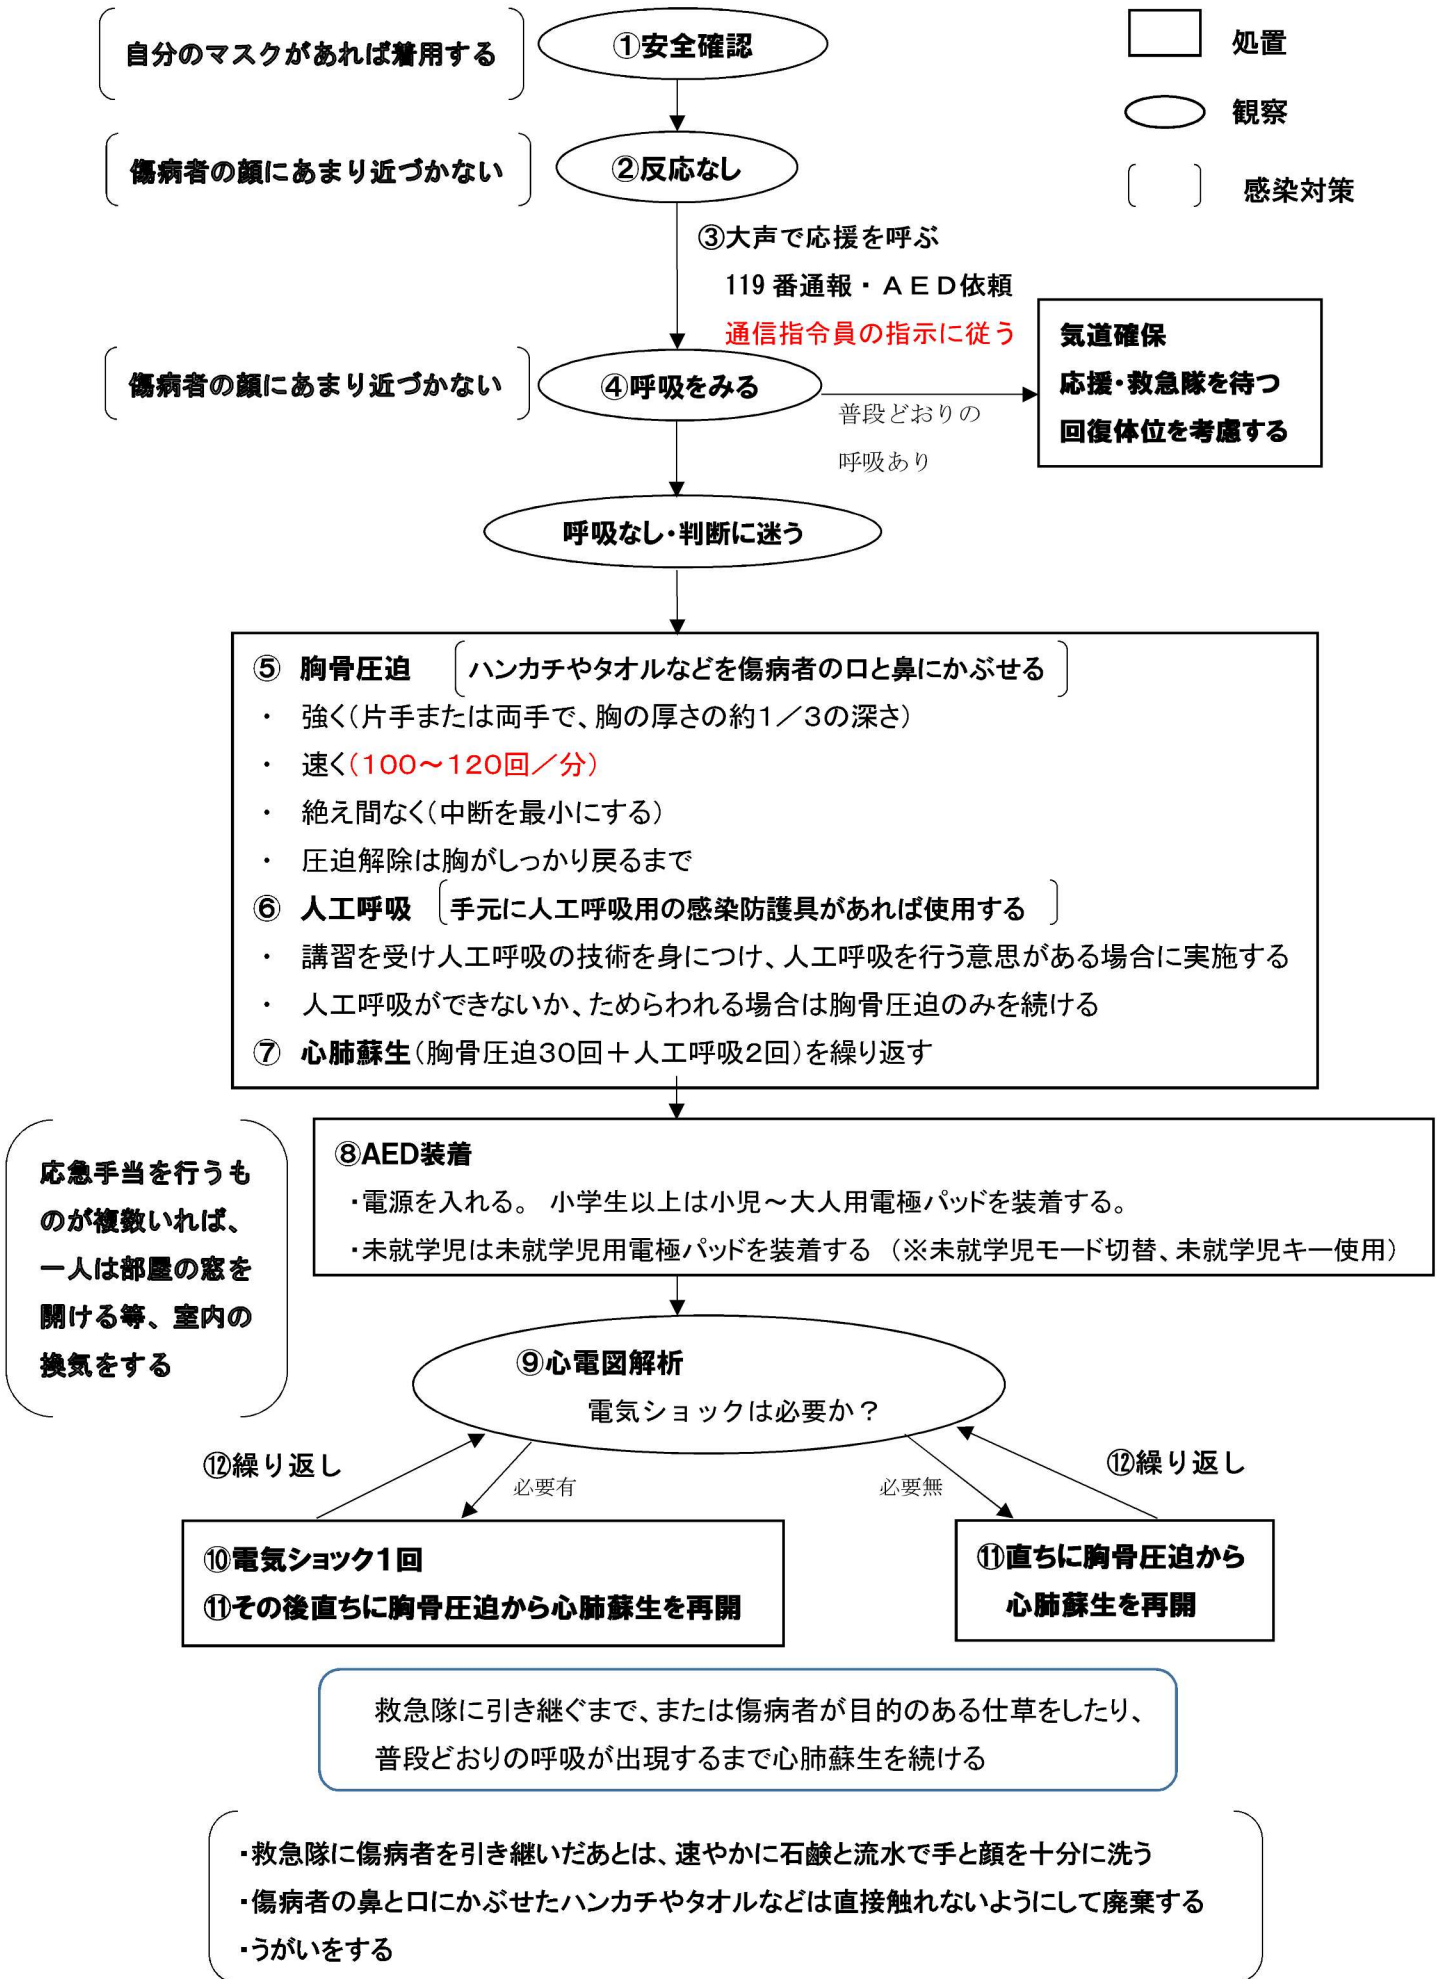 自分のマスクがあれば着用する
①安全確認
処置
観察
傷病者の顔にあまり近づかない
②反応なし
感染対策
③大声で応援を呼ぶ
119番通報・ＡＥＤ依頼
通信指令員の指示に従う
傷病者の顔にあまり近づかない
④呼吸をみる
普段どおりの
呼吸あり
気道確保
応援・救急隊を待つ
回復体位を考慮する
呼吸なし・判断に迷う
⑤ 胸骨圧迫 ハンカチやタオルなどを傷病者の口と鼻にかぶせる
・ 強く（片手または両手で、胸の厚さの約１／３の深さ）
・ 速く（１００～１２０回／分）
・ 絶え間なく（中断を最小にする）
・ 圧迫解除は胸がしっかり戻るまで
⑥ 人工呼吸 手元に人工呼吸用の感染防護具があれば使用する
・ 講習を受け人工呼吸の技術を身につけ、人工呼吸を行う意思がある場合に実施する
・ 人工呼吸ができないか、ためらわれる場合は胸骨圧迫のみを続ける
⑦ 心肺蘇生（胸骨圧迫３０回＋人工呼吸２回）を繰り返す
応急手当を行うも
のが複数いれば、
一人は部屋の窓を
開ける等、室内の
換気をする
⑧AED装着
・電源を入れる。 小学生以上は小児～大人用電極パッドを装着する。
・未就学児は未就学児用電極パッドを装着する （※未就学児モード切替、未就学児キー使用）
⑨心電図解析
電気ショックは必要か？
⑫繰り返し
必要有
必要無
⑫繰り返し
⑩電気ショック１回
⑪その後直ちに胸骨圧迫から心肺蘇生を再開
⑪直ちに胸骨圧迫から
心肺蘇生を再開
救急隊に引き継ぐまで、または傷病者が目的のある仕草をしたり、
普段どおりの呼吸が出現するまで心肺蘇生を続ける
・救急隊に傷病者を引き継いだあとは、速やかに石鹸と流水で手と顔を十分に洗う
・傷病者の鼻と口にかぶせたハンカチやタオルなどは直接触れないようにして廃棄する
・うがいをする